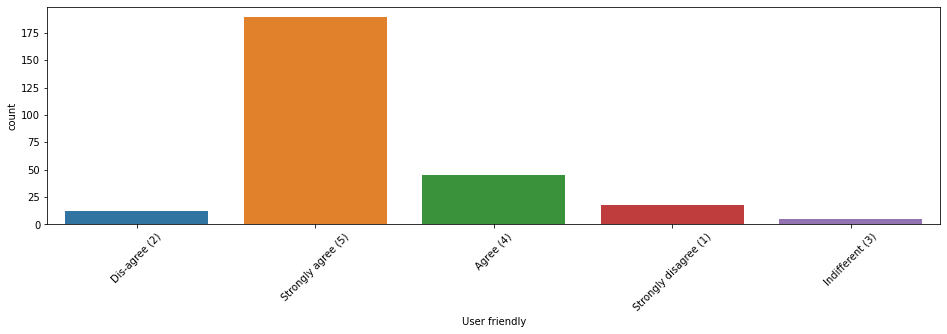 175
150
125
100
75
50
25
0
count
Dis-agree (2)
Strongly agree (5)
Agree (4)
Strongly disagree (1)
Indifferent (3)
User friendly